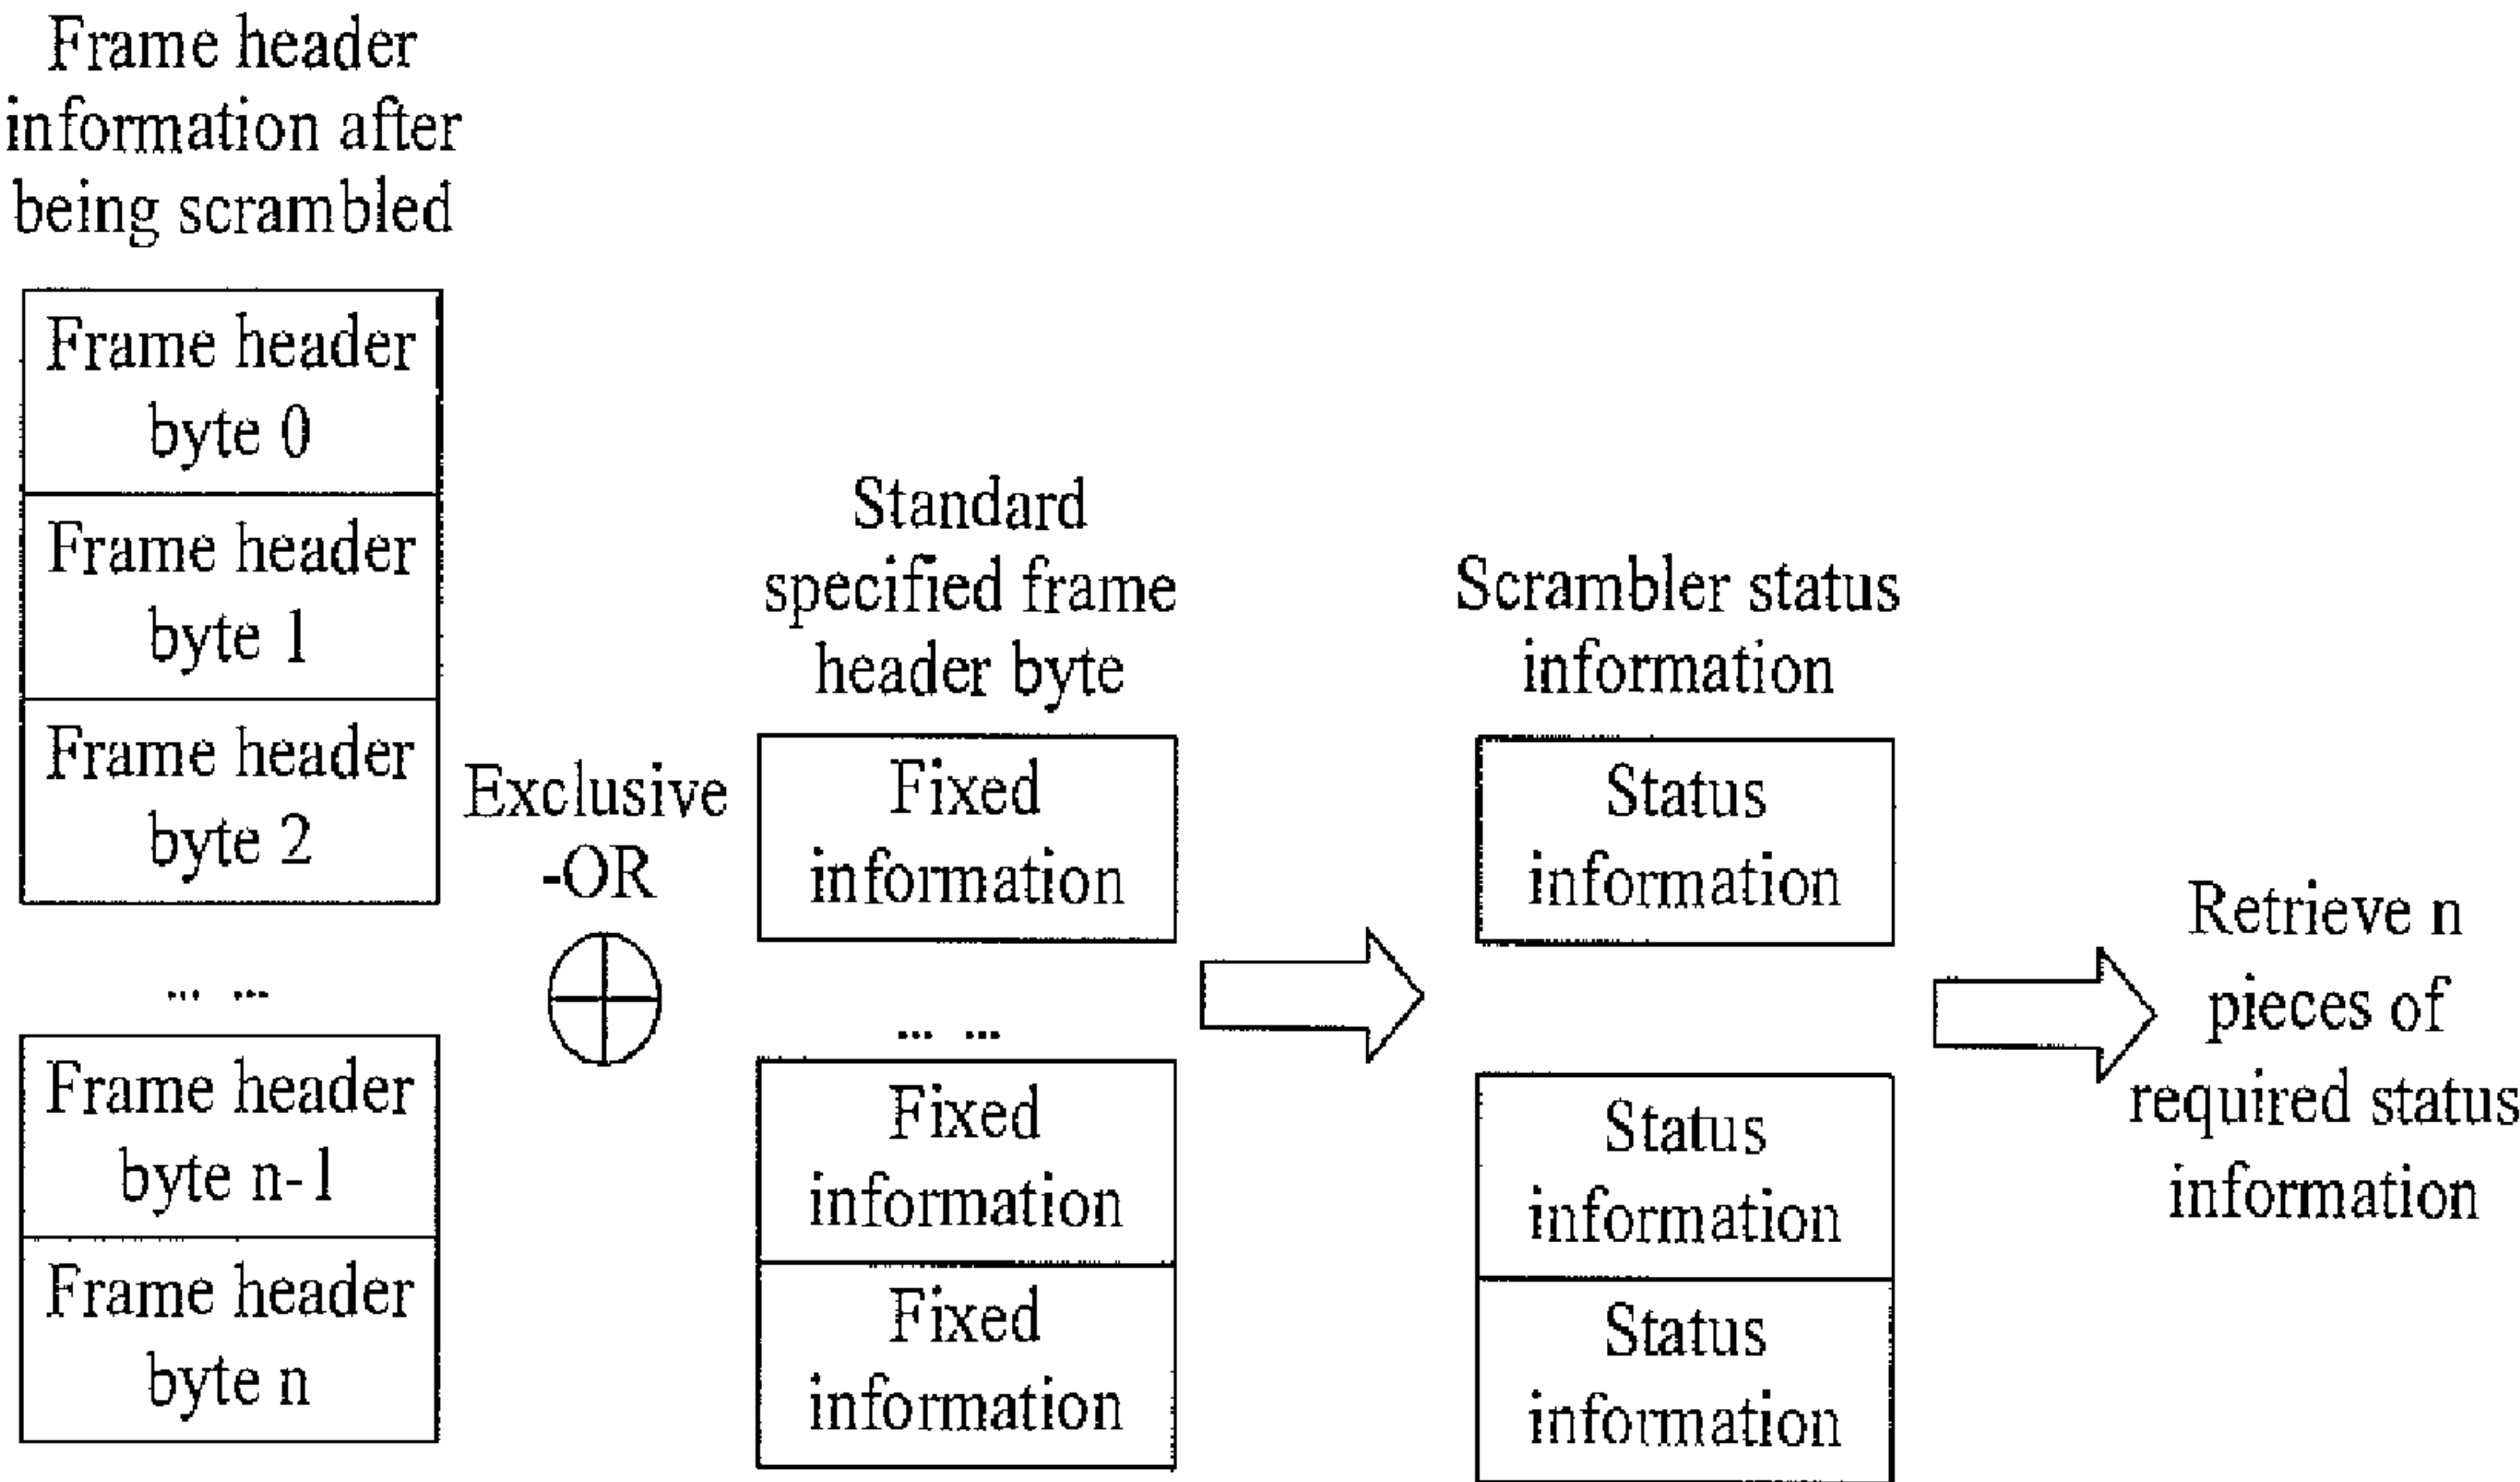 Frame header
information after
being scrambled
Frame header
byte 0
Frame header
byte 1
Frame header
byte 2
... ...
Frame header
byte n-1
Frame header
byte n
Exclusive
-OR
Standard
specified frame
header byte
Fixed
information
... ...
Fixed
information
Fixed
information
Scrambler status
information
Status
information
Status
information
Status
information
Retrieve n
pieces of
required status
information